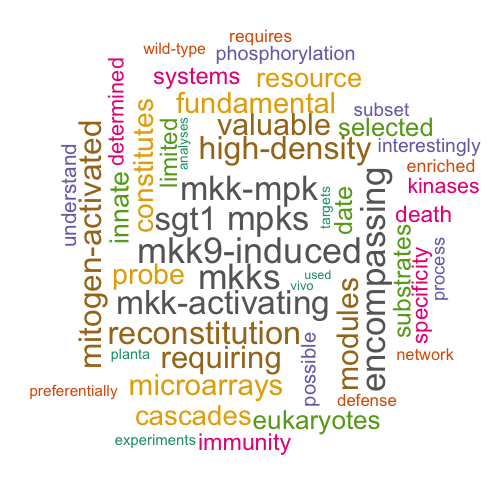 requires
wild-type
phosphorylation
systems
resource
determined
fundamental
subset
constitutes
analyses
limited
valuable
selected
understand
mitogen-activated
innate
high-density
interestingly
enriched
mkk-mpk
targets
date
encompassing
kinases
sgt1
mpks
death
mkk9-induced
substrates
specificity
process
probe
mkks
vivo
used
modules
mkk-activating
reconstitution
possible
planta
requiring
network
preferentially
microarrays
defense
cascades
eukaryotes
experiments
immunity